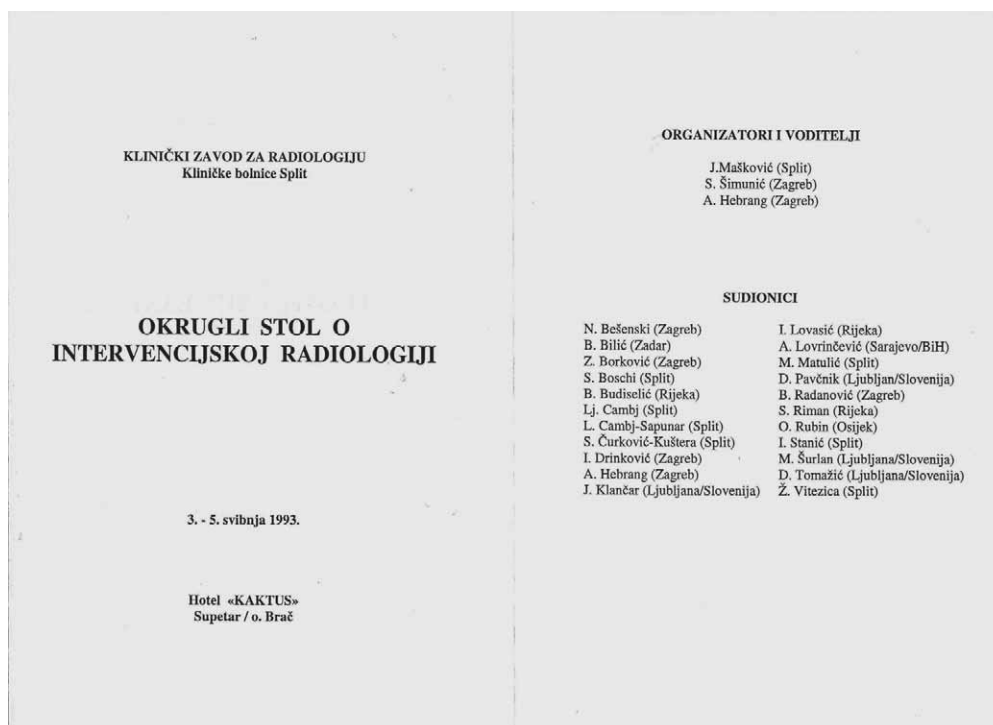 KLINIČKI ZAVOD ZA RADIOLOGIJU
Kliničke bolnice Split
OKRUGLI STOL O
INTERVENCIJSKOJ RADIOLOGIJI
3. - 5. svibnja 1993.
Hotel «KAKTUS»
Supetar / o. Brač
ORGANIZATORI I VODITELJI
J.Mašković (Split)
S. Šimunić (Zagreb)
A. Hebrang (Zagreb)
SUDIONICI
N. Bešenski (Zagreb)
B. Bilić (Zadar)
Z. Borković (Zagreb)
S. Boschi (Split)
B. Budiselić (Rijeka)
Lj. Cambj (Split)
L. Cambj-Sapunar (Split)
S. Čurković-Kuštera (Split)
I. Drinković (Zagreb)
A. Hebrang (Zagreb)
J. Klančar (Ljubljana/Slovenija)
I. Lovasić (Rijeka)
A. Lovrinčević (Sarajevo/BiH)
M. Matulić (Split)
D. Pavčnik (Ljubljan/Slovenija)
B. Radanović (Zagreb)
S. Riman (Rijeka)
O. Rubin (Osijek)
I. Stanić (Split)
M. Šurlan (Ljubljana/Slovenija)
D. Tomažić (Ljubljana/Slovenija)
Ž. Vitezica (Split)